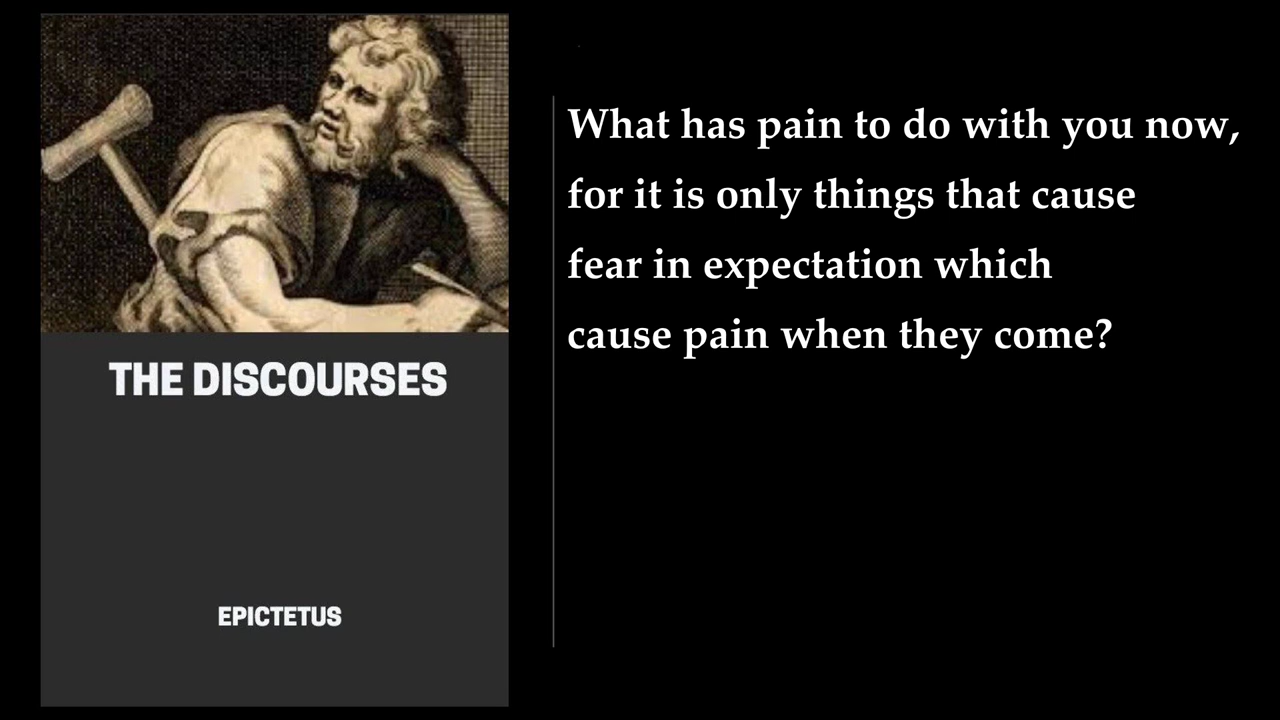 THE DISCOURSES
EPICTETUS
What has pain to do with you now,
for it is only things that cause
fear in expectation which
cause pain when they come?